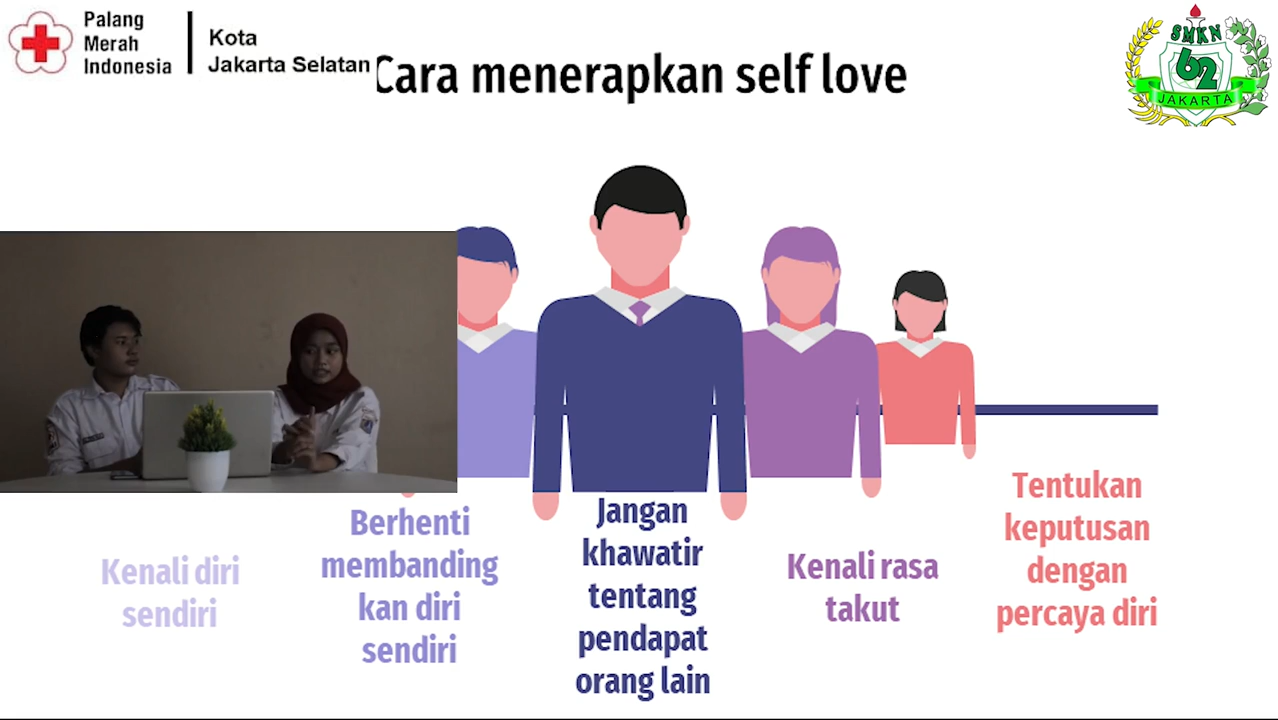 Palang
Merah
Indonesia
Kota
Jakarta Selatan
Cara menerapkan self love
SMKN
62
JAKARTA
Kenali diri
sendiri
Berhenti
membanding
kan diri
sendiri
Jangan
khawatir
tentang
pendapat
orang lain
Kenali rasa
takut
Tentukan
keputusan
dengan
percaya diri